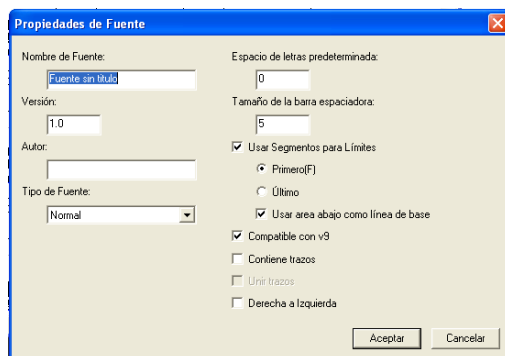 Propiedades de Fuente
Nombre de Fuente:
Fuente sin titulo
Versión:
1.0
Autor:
Tipo de Fuente:
Normal
Espacio de letras predeterminada:
0
Tamaño de la barra espaciadora:
5
Usar Segmentos para Límites
Primero(F)
Último
Usar area abajo como línea de base
Compatible con v9
Contiene trazos
Unir trazos
Derecha a Izquierda
Aceptar Cancelar